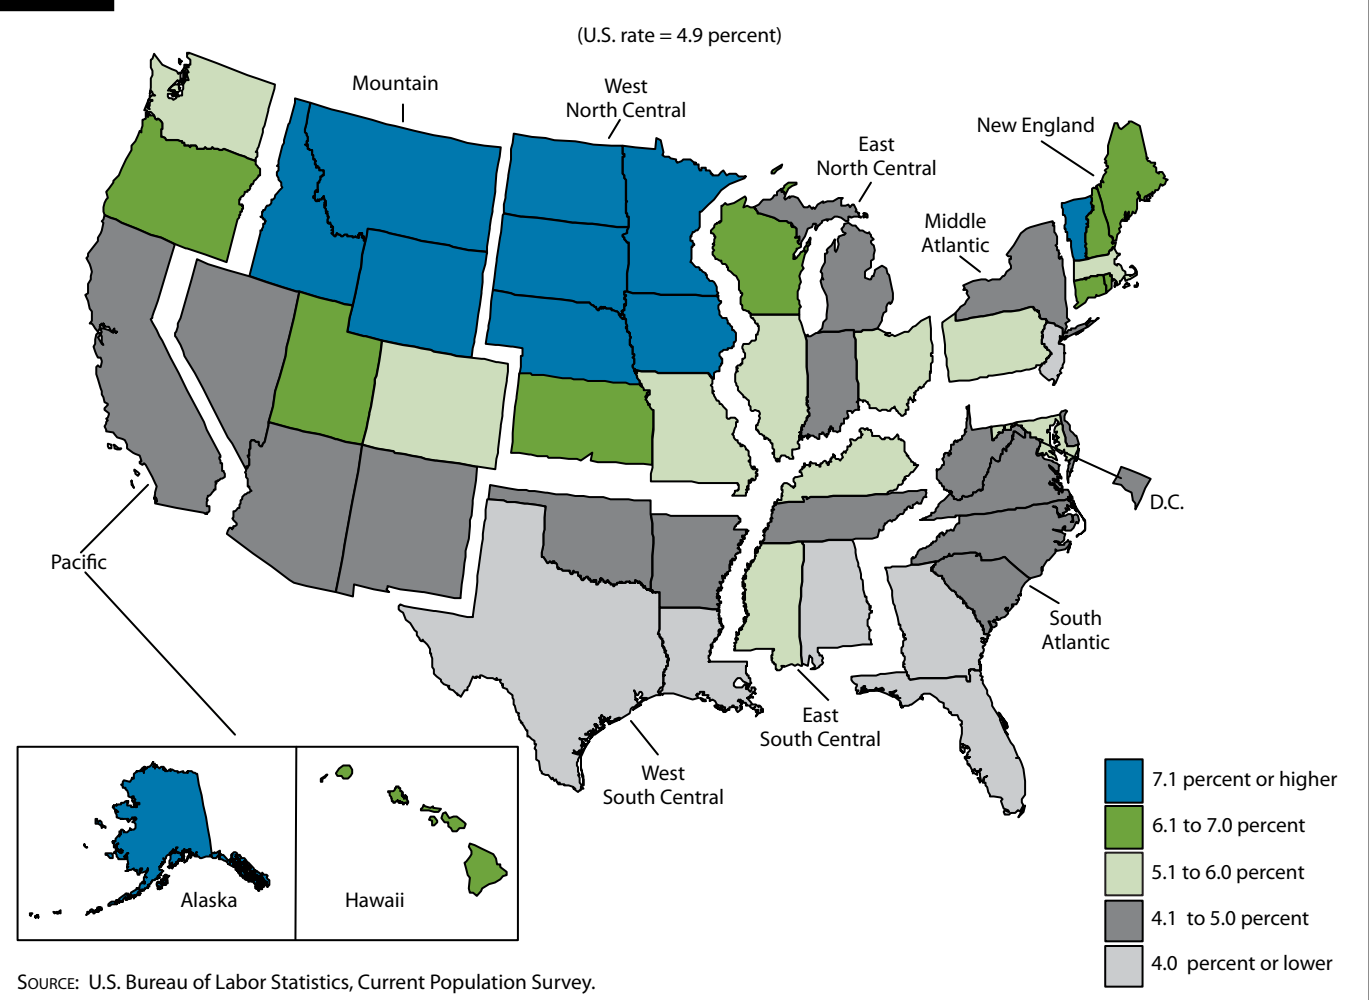 (U.S. rate = 4.9 percent)
Mountain
West
North Central
New England
East
North Central
Middle
Atlantic
D.C.
Pacific
South
Atlantic
East
South Central
West
South Central
7.1 percent or higher
6.1 to 7.0 percent
5.1 to 6.0 percent
4.1 to 5.0 percent
4.0 percent or lower
Alaska
Hawaii
SOURCE: U.S. Bureau of Labor Statistics, Current Population Survey.